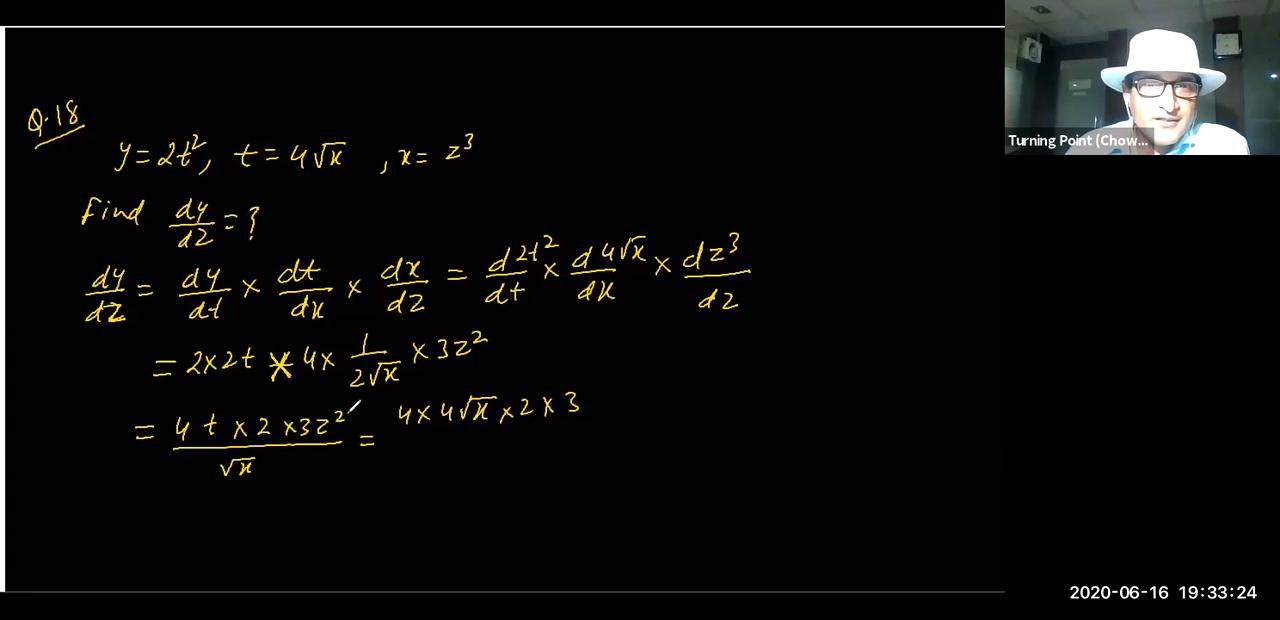 Q.18
y = 2t², t = 4√x , x = z³
Find dy/dz = ?
dy/dz = dy/dt × dt/dx × dx/dz = d2t²/dt × d4√x/dx × dz³/dz
= 2×2t × 4× 1/2√x × 3z²
= 4t × 2 × 3z²/√x = 4 × 4√x × 2 × 3
Turning Point (Chow...
2020-06-16 19:33:24